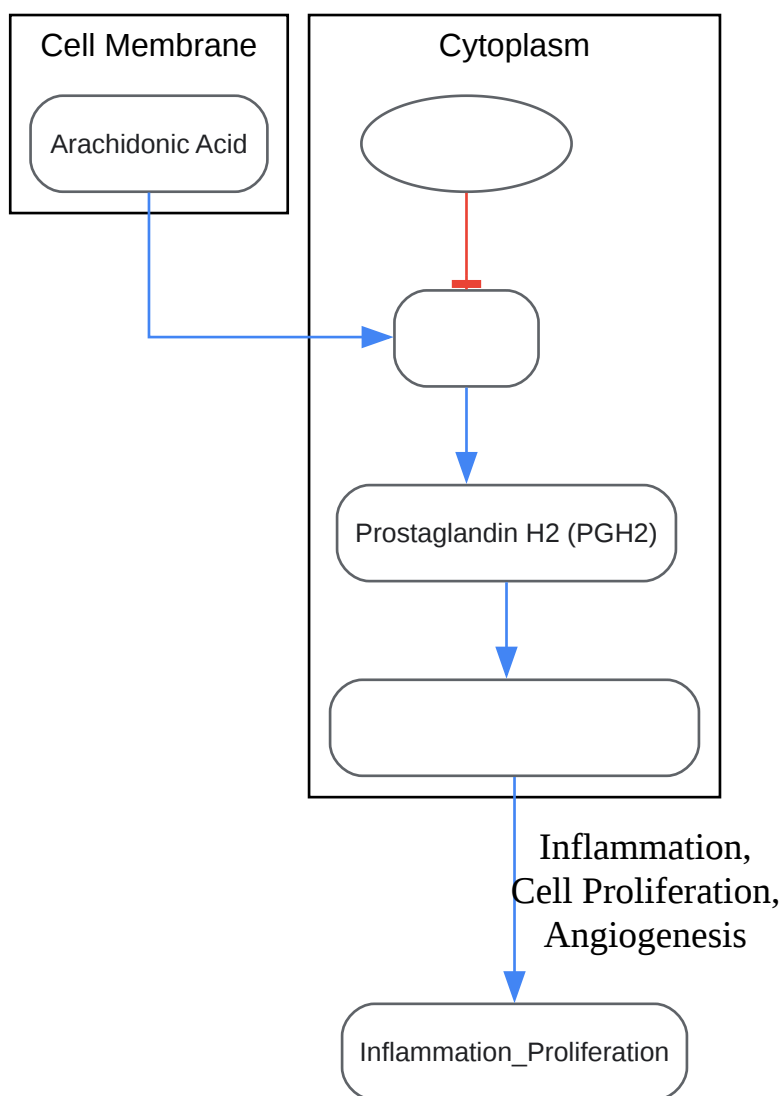 Cell Membrane
Cytoplasm
Arachidonic Acid
Prostaglandin H2 (PGH2)
Inflammation,
Cell Proliferation,
Angiogenesis
Inflammation_Proliferation